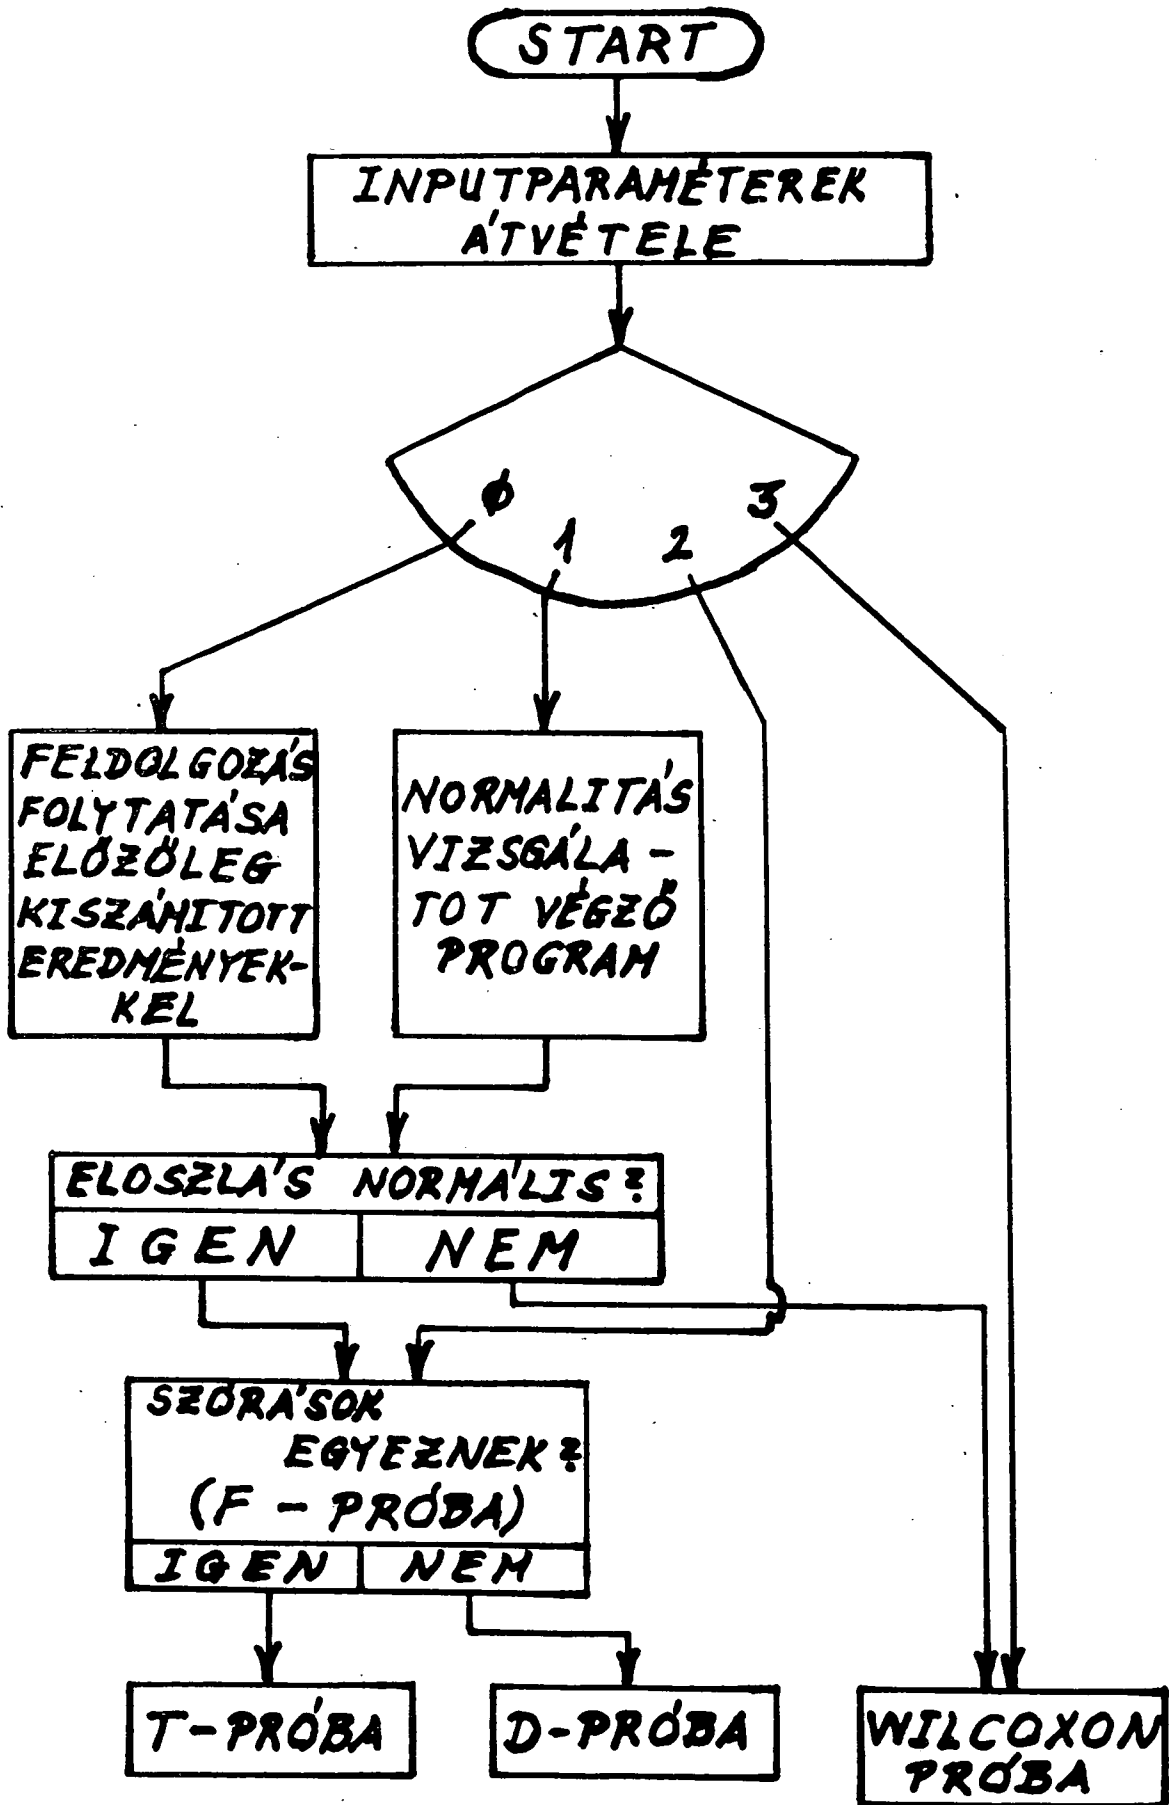 START
INPUTPARAMÉTEREK
ÁTVÉTELE
0
1
2
3
FELDOLGOZÁS
FOLYTATÁSA
ELŐZŐLEG
KISZÁMITOTT
EREDMÉNYEK-
KEL
NORMALITÁS
VIZSGÁLA-
TOT VÉGZŐ
PROGRAM
ELOSZLÁS NORMÁLIS?
IGEN NEM
SZÓRÁSOK
EGYEZNEK?
(F - PRÓBA)
IGEN NEM
T-PRÓBA
D-PRÓBA
WILCOXON
PRÓBA